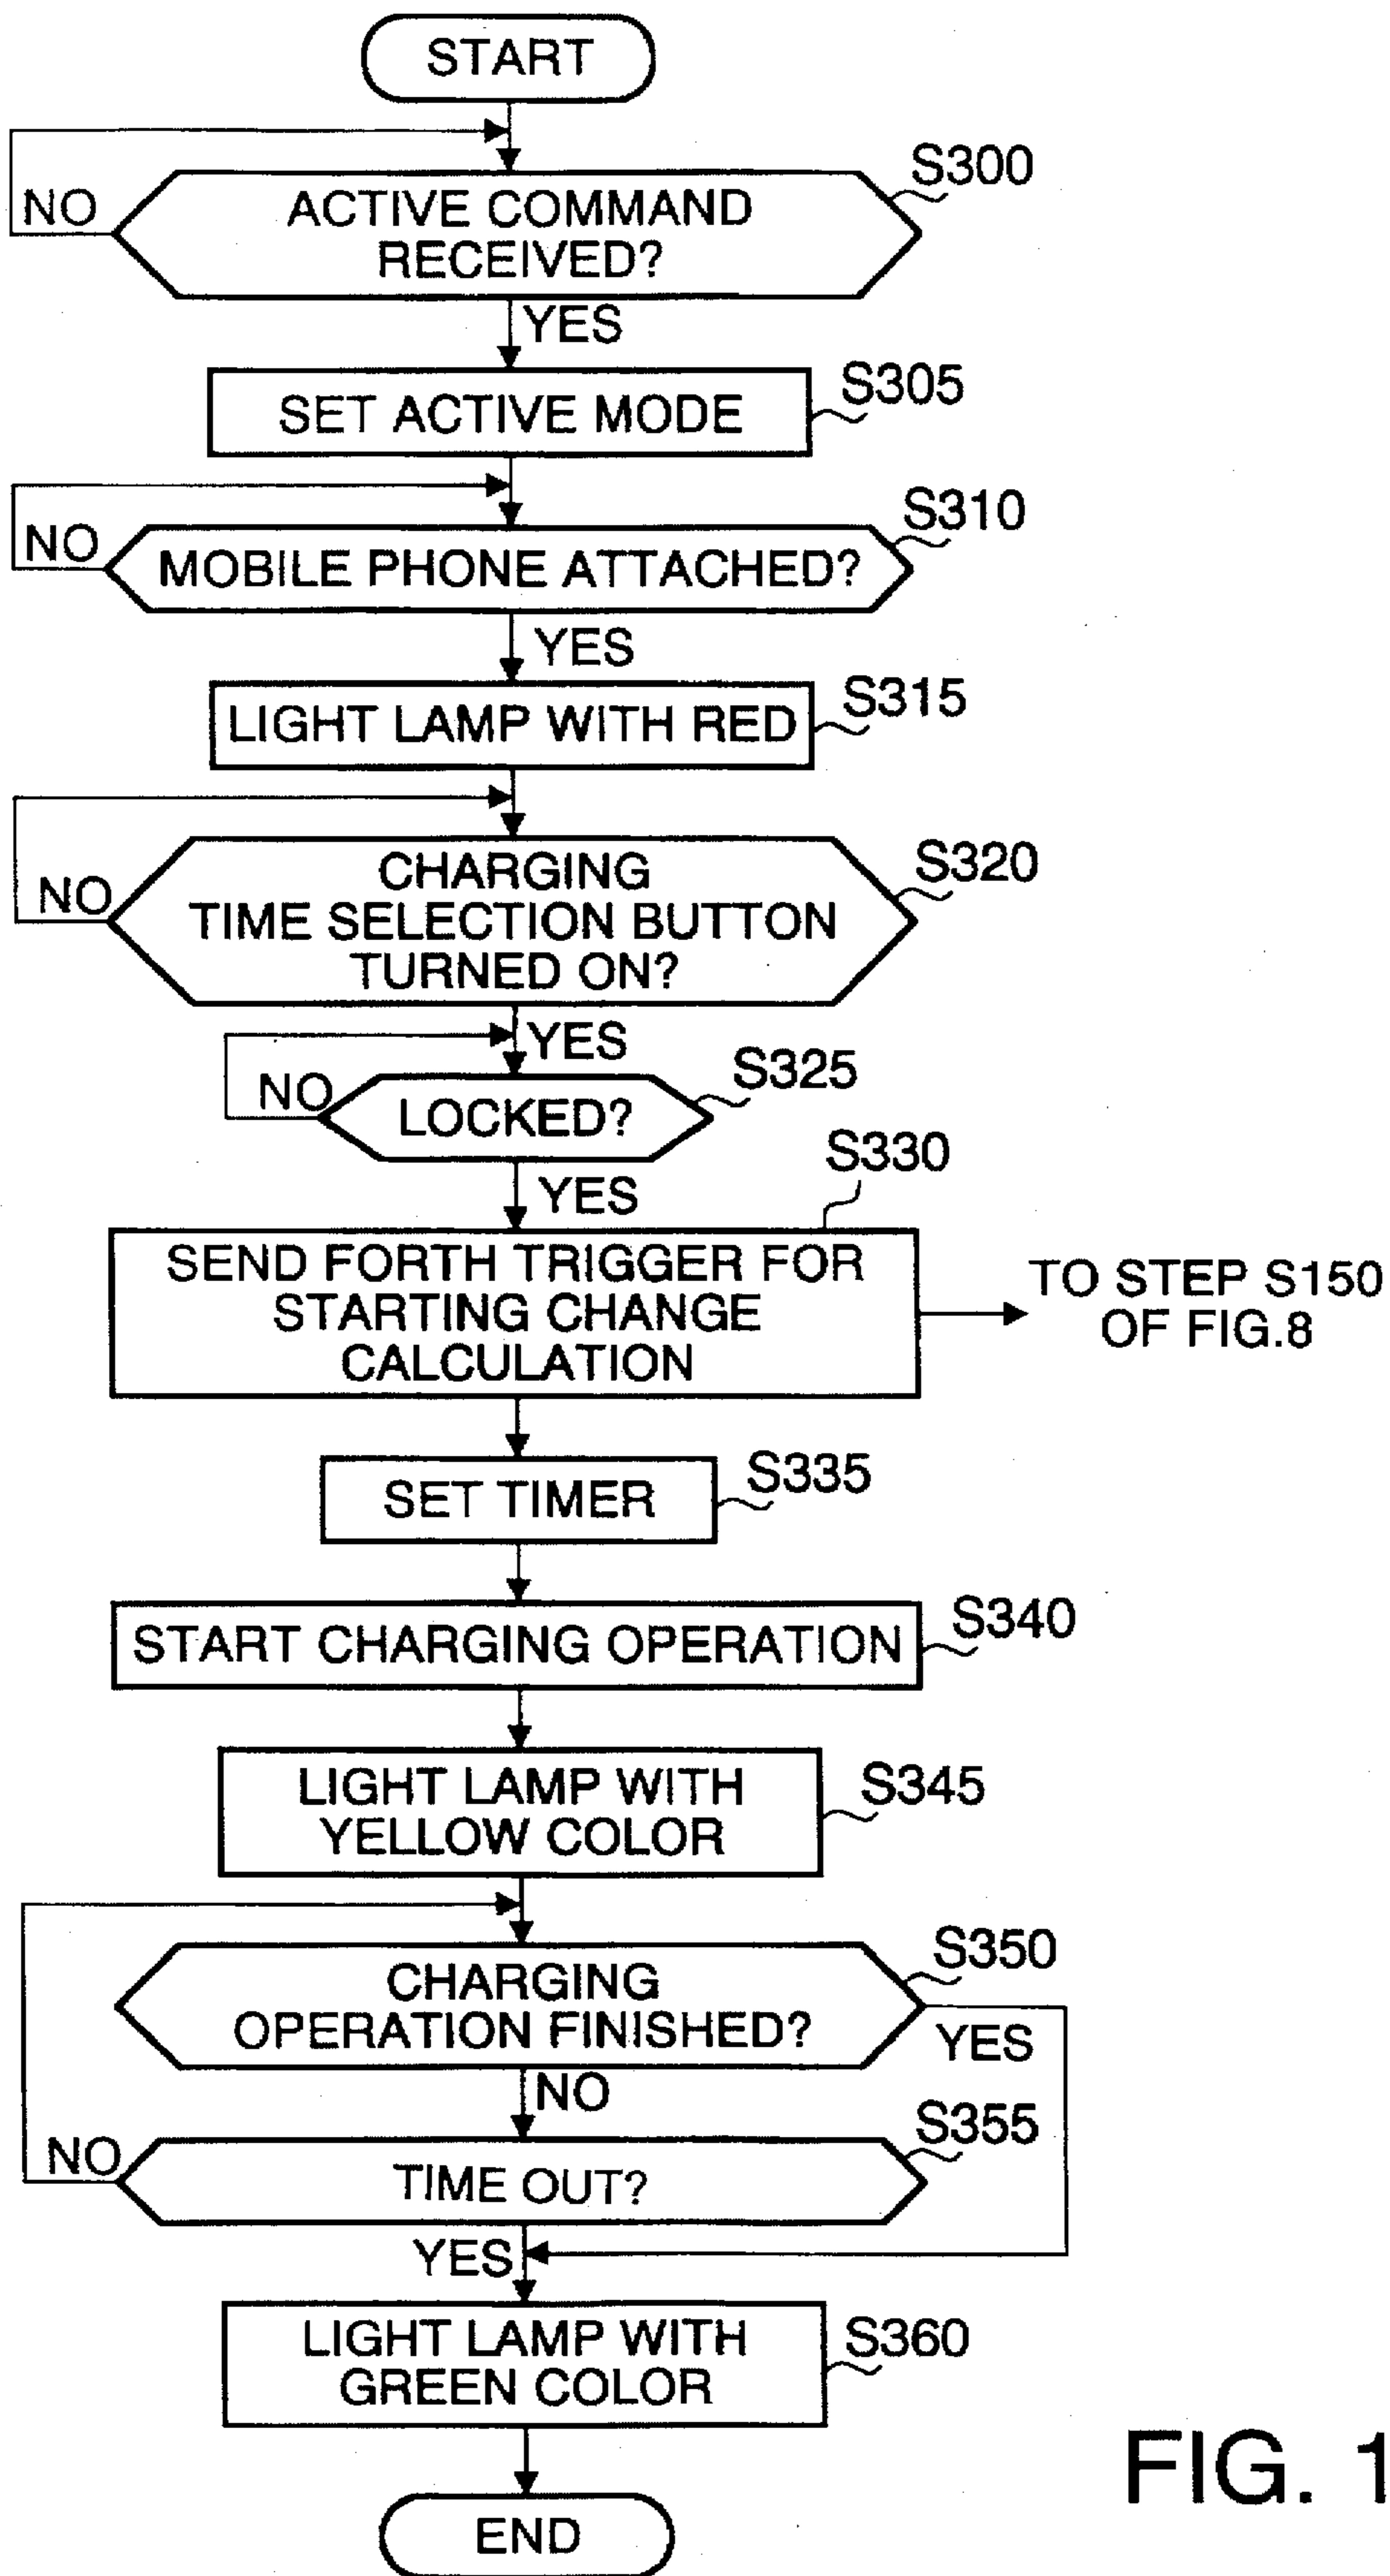 START
NO
ACTIVE COMMAND
RECEIVED?
S300
YES
SET ACTIVE MODE
S305
NO
MOBILE PHONE ATTACHED?
S310
YES
LIGHT LAMP WITH RED
S315
NO
CHARGING
TIME SELECTION BUTTON
TURNED ON?
S320
YES
NO
LOCKED?
S325
YES
S330
SEND FORTH TRIGGER FOR
STARTING CHANGE
CALCULATION
TO STEP S150
OF FIG.8
SET TIMER
S335
START CHARGING OPERATION
S340
LIGHT LAMP WITH
YELLOW COLOR
S345
CHARGING
OPERATION FINISHED?
S350
YES
NO
NO
TIME OUT?
S355
YES
LIGHT LAMP WITH
GREEN COLOR
S360
END
FIG. 1